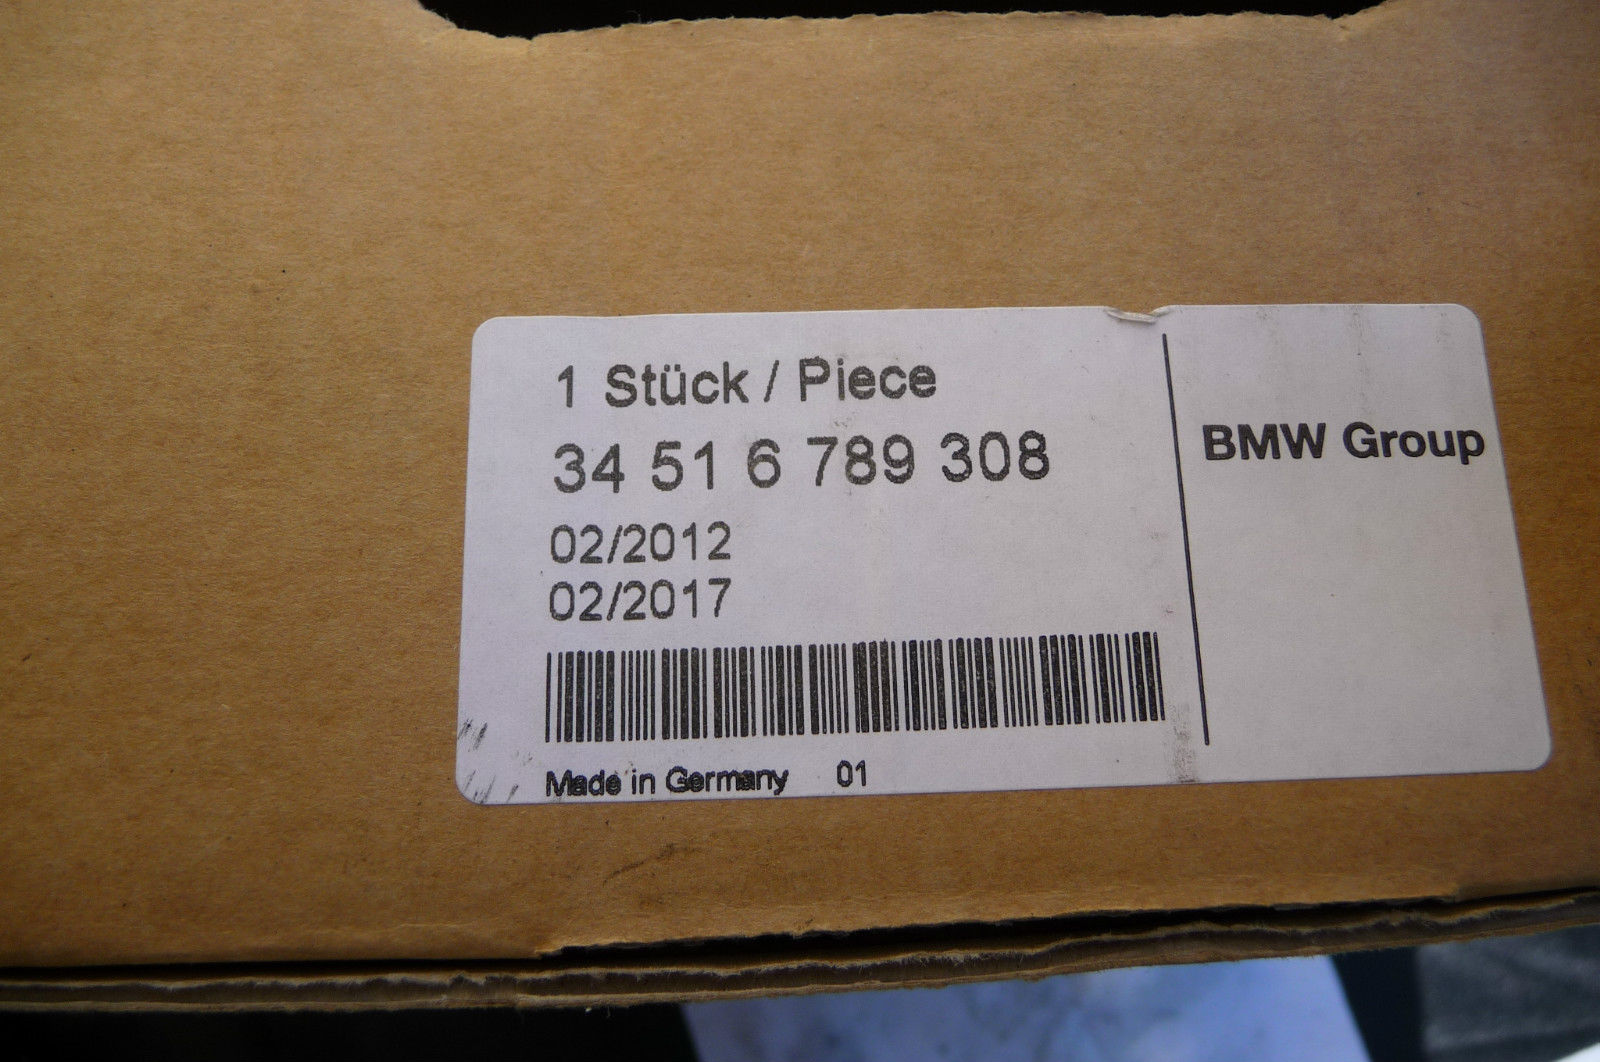 1 Stück / Piece
34 51 6 789 308
02/2012
02/2017
Made in Germany 01
BMW Group